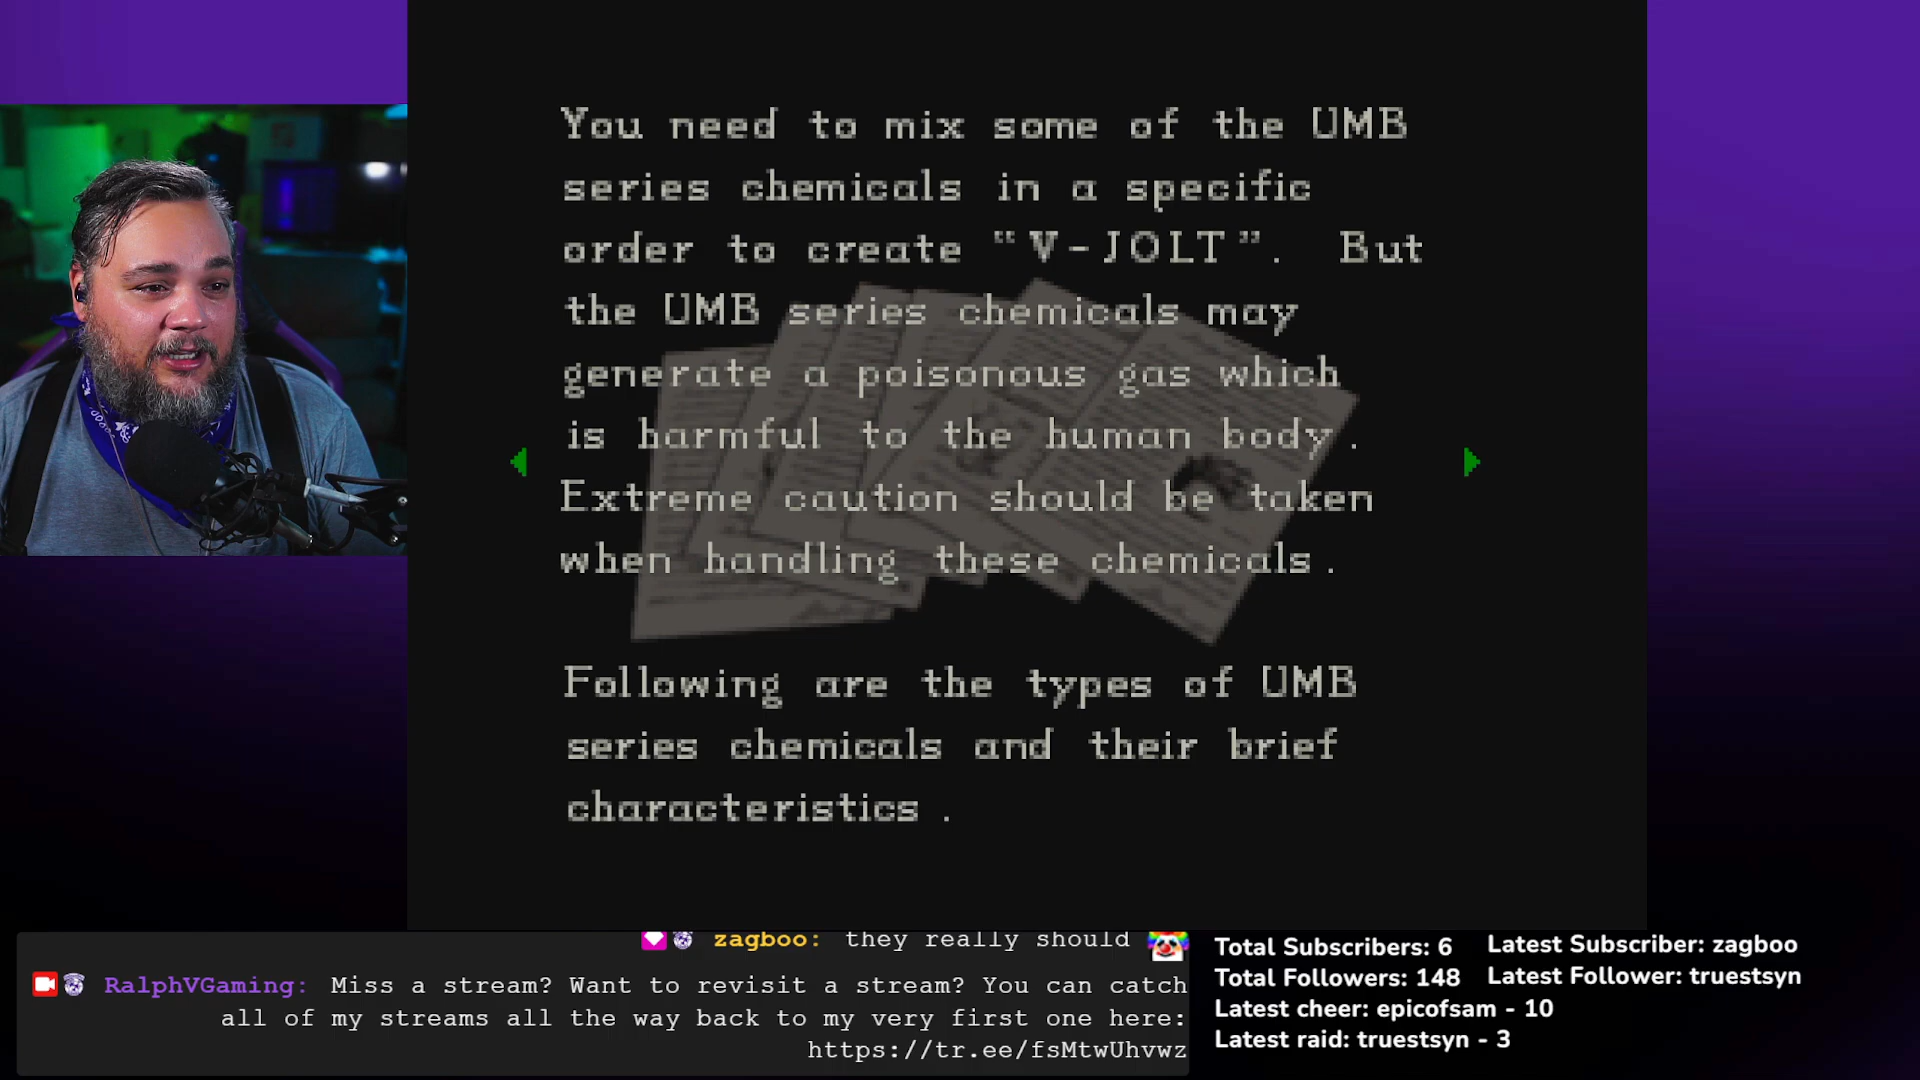 You need to mix some of the UMB
series chemicals in a specific
order to create "V-JOLT". But
the UMB series chemicals may
generate a poisonous gas which
is harmful to the human body.
Extreme caution should be taken
when handling these chemicals.
Following are the types of UMB
series chemicals and their brief
characteristics.
zagboo: they really should
RalphVGaming: Miss a stream? Want to revisit a stream? You can catch
all of my streams all the way back to my very first one here:
https://tr.ee/fsMtwUhvwz
Total Subscribers: 6 Latest Subscriber: zagboo
Total Followers: 148 Latest Follower: truestsyn
Latest cheer: epicofsam - 10
Latest raid: truestsyn - 3